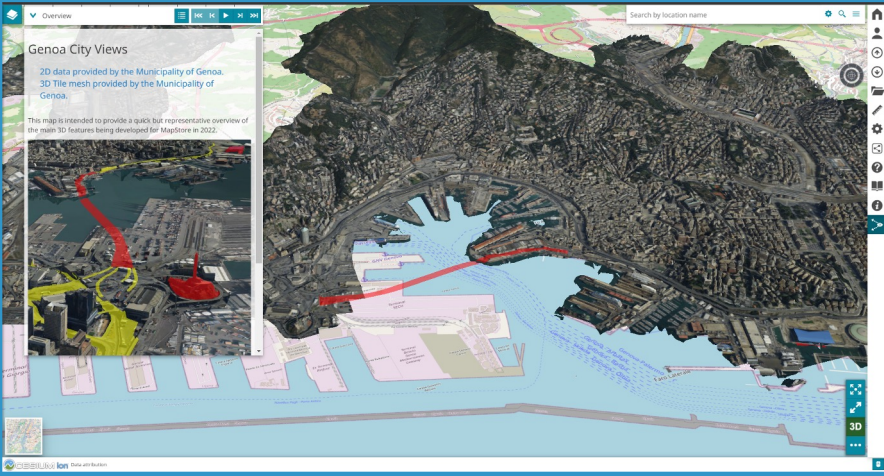 Overview
Search by location name
Genoa City Views
2D data provided by the Municipality of Genoa.
3D Tile mesh provided by the Municipality of
Genoa.
This map is intended to provide a quick but representative overview of
the main 3D features being developed for MapStore in 2022.
3D
CESIUM ion Data attribution